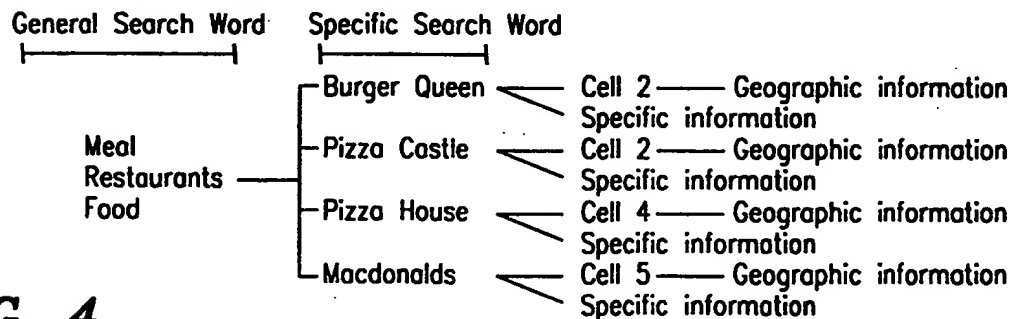 General Search Word Specific Search Word
Burger Queen Cell 2 Geographic information
Specific information
Meal
Pizza Castle Cell 2 Geographic information
Restaurants
Specific information
Food
Pizza House Cell 4 Geographic information
Specific information
Macdonalds Cell 5 Geographic information
Specific information
G. 4